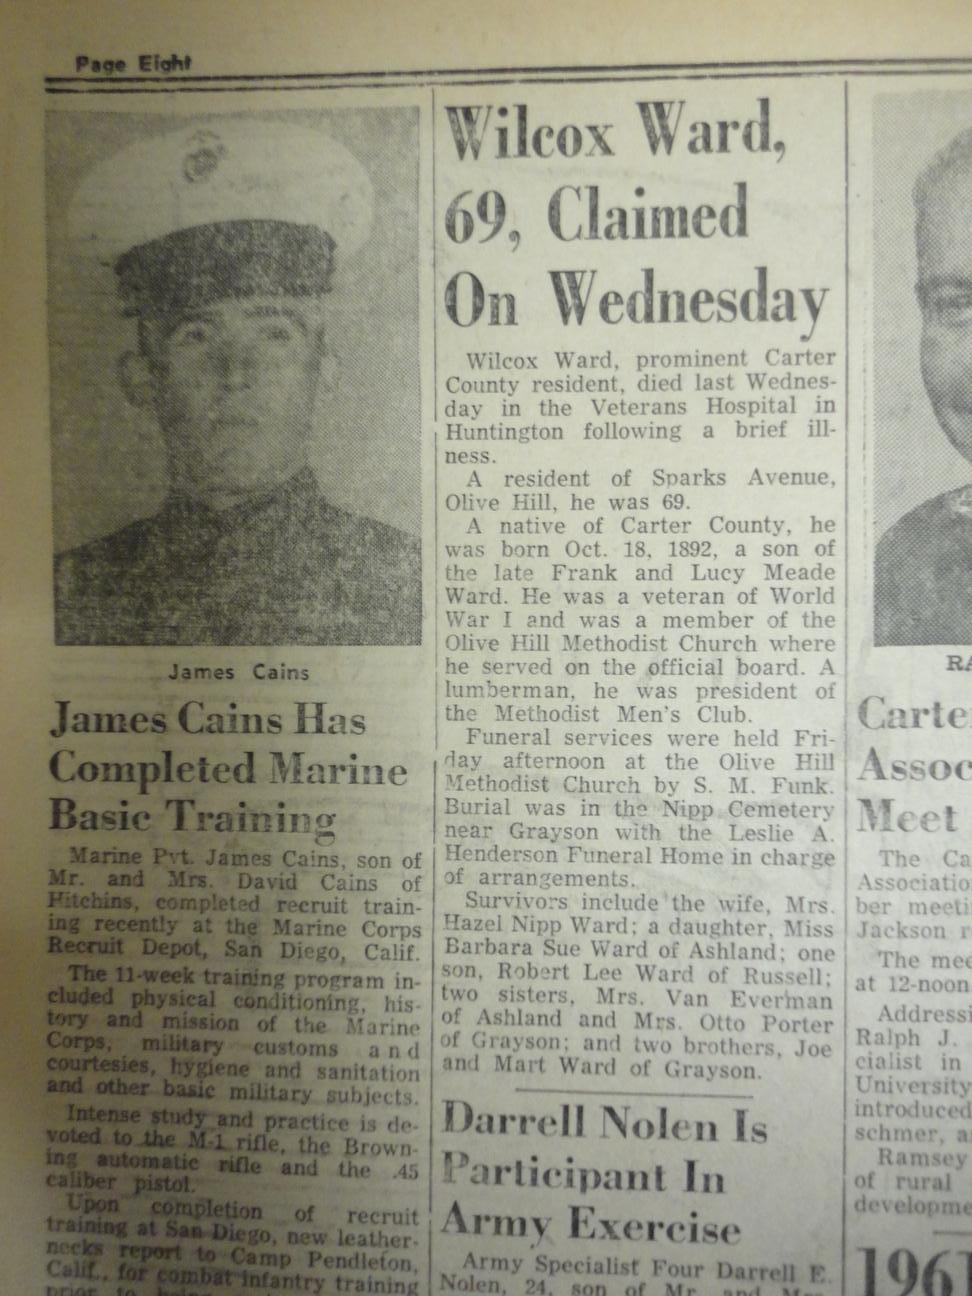 Page Eight
James Cains
James Cains Has
Completed Marine
Basic Training
Marine Pvt. James Cains, son of
Mr. and Mrs. David Cains of
Hitchins, completed recruit train-
ing recently at the Marine Corps
Recruit Depot, San Diego, Calif.
The 11-week training program in-
cluded physical conditioning, his-
tory and mission of the Marine
Corps, military customs and
courtesies, hygiene and sanitation
and other basic military subjects.
Intense study and practice is de-
voted to the M-1 rifle, the Brown-
ing automatic rifle and the .45
caliber pistol.
Upon completion of recruit
training at San Diego, new leather-
necks report to Camp Pendleton,
Calif., for combat infantry training
prior to being
Wilcox Ward,
69, Claimed
On Wednesday
Wilcox Ward, prominent Carter
County resident, died last Wednes-
day in the Veterans Hospital in
Huntington following a brief ill-
ness.
A resident of Sparks Avenue,
Olive Hill, he was 69.
A native of Carter County, he
was born Oct. 18, 1892, a son of
the late Frank and Lucy Meade
Ward. He was a veteran of World
War I and was a member of the
Olive Hill Methodist Church where
he served on the official board. A
lumberman, he was president of
the Methodist Men's Club.
Funeral services were held Fri-
day afternoon at the Olive Hill
Methodist Church by S. M. Funk.
Burial was in the Nipp Cemetery
near Grayson with the Leslie A.
Henderson Funeral Home in charge
of arrangements.
Survivors include the wife, Mrs.
Hazel Nipp Ward; a daughter, Miss
Barbara Sue Ward of Ashland; one
son, Robert Lee Ward of Russell;
two sisters, Mrs. Van Everman
of Ashland and Mrs. Otto Porter
of Grayson; and two brothers, Joe
and Mart Ward of Grayson.
Darrell Nolen Is
Participant In
Army Exercise
Army Specialist Four Darrell E.
Nolen, 24, son of Mr. and Mrs.
RA
Carte
Assoc
Meet
The Ca
Associatio
ber meeti
Jackson r
The mee
at 12-noon
Addressi
Ralph J.
cialist in
University
introduced
schmer, a
Ramsey
of rural
developme
1961